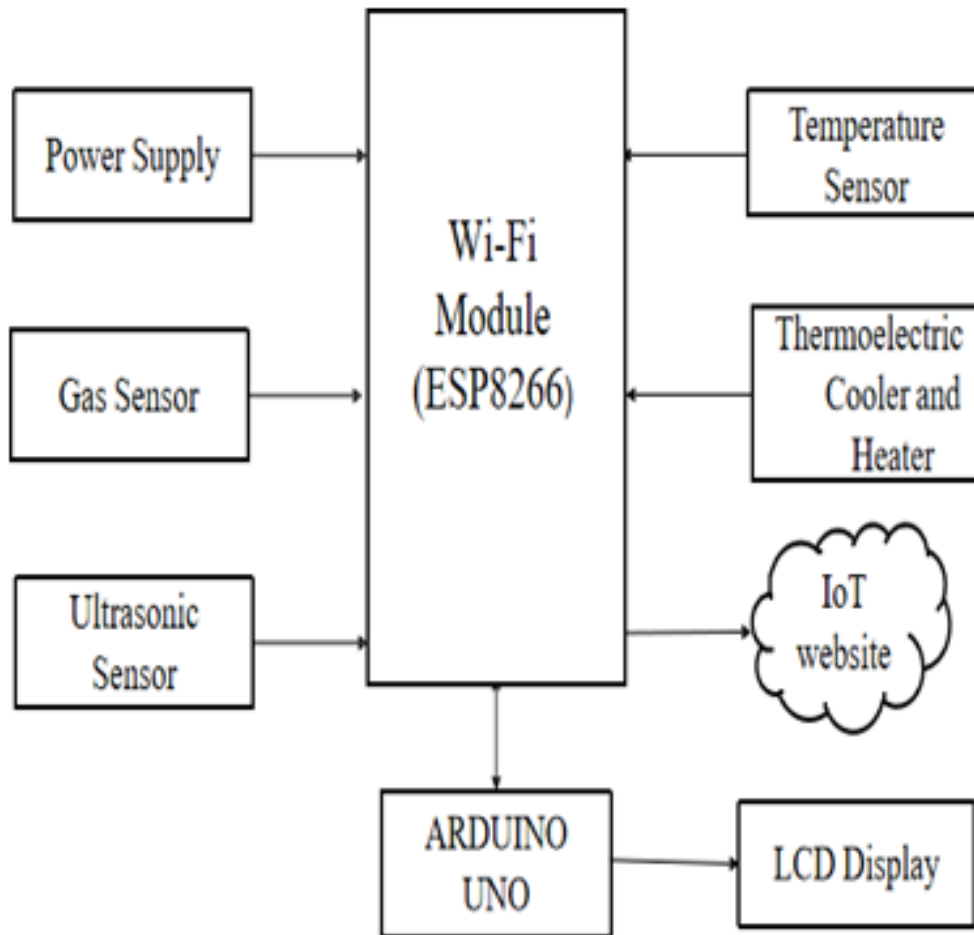 Power Supply
Gas Sensor
Ultrasonic
Sensor
Wi-Fi
Module
(ESP8266)
Temperature
Sensor
Thermoelectric
Cooler and
Heater
IoT
website
ARDUINO
UNO
LCD Display